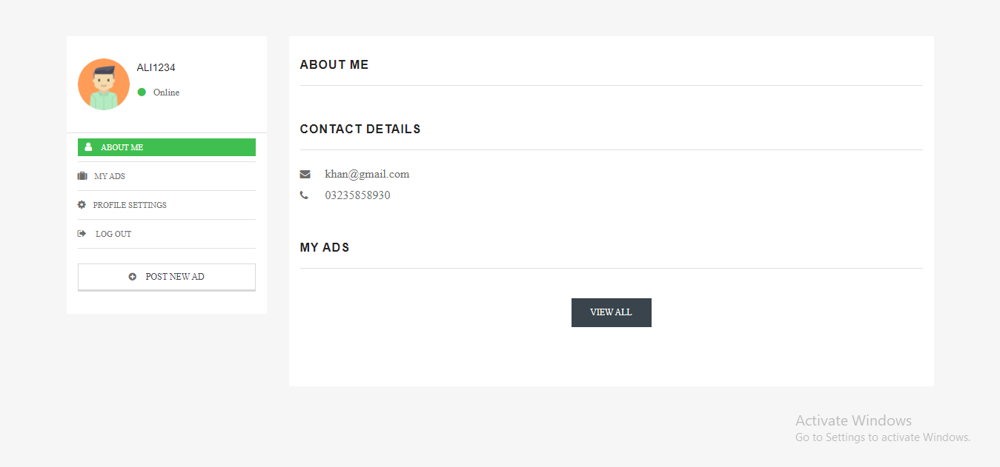 ALI1234
Online
ABOUT ME
MY ADS
PROFILE SETTINGS
LOG OUT
POST NEW AD
ABOUT ME
CONTACT DETAILS
khan@gmail.com
03235858930
MY ADS
VIEW ALL
Activate Windows
Go to Settings to activate Windows.